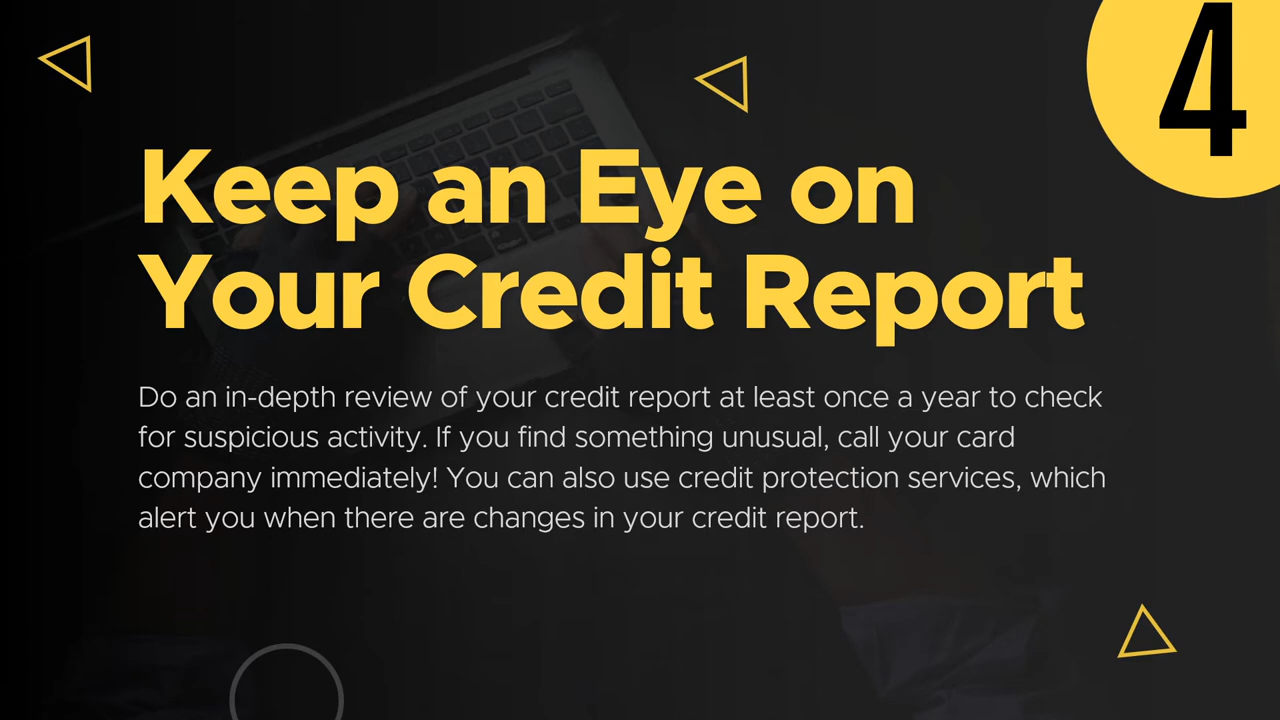 4
Keep an Eye on
Your Credit Report
Do an in-depth review of your credit report at least once a year to check
for suspicious activity. If you find something unusual, call your card
company immediately! You can also use credit protection services, which
alert you when there are changes in your credit report.